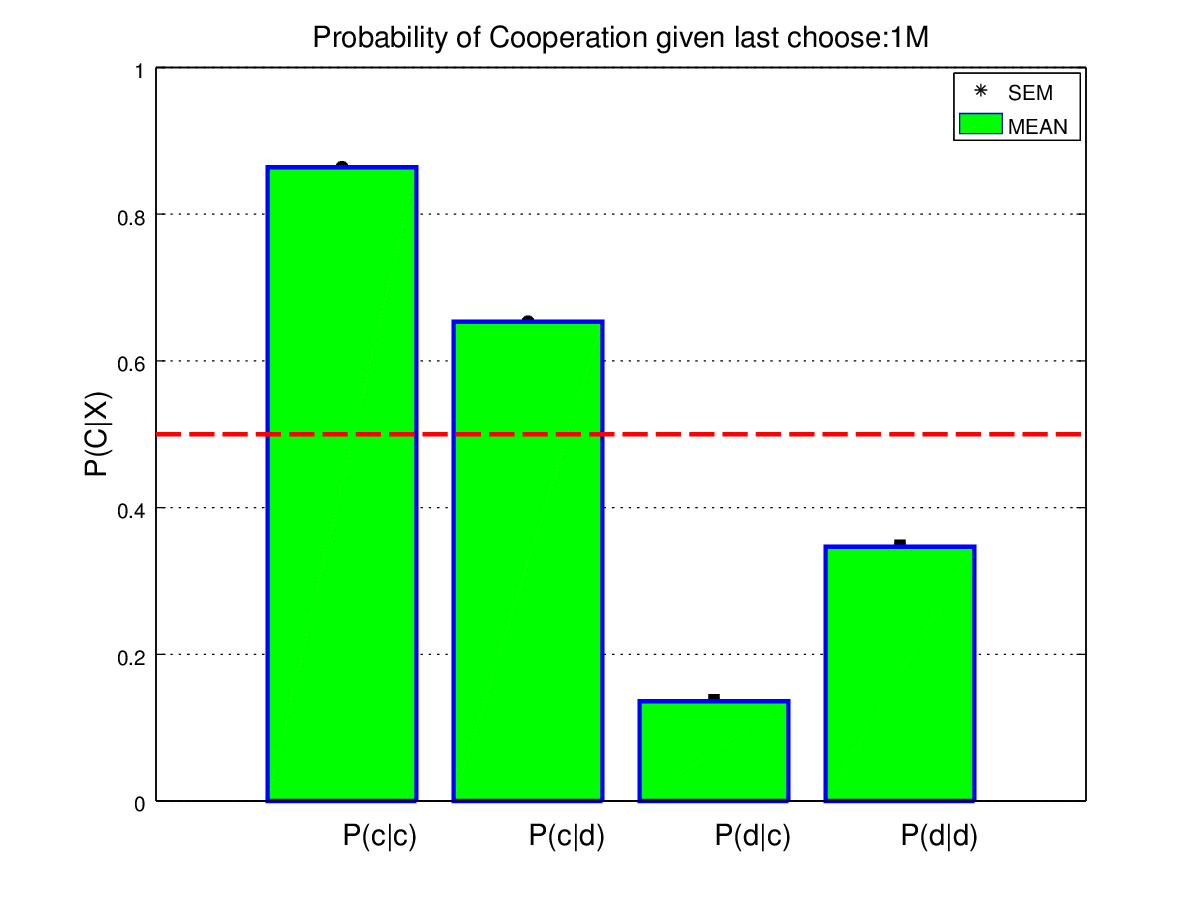 Probability of Cooperation given last choose:1M
SEM
MEAN
P(C|X)
1
0.8
0.6
0.4
0.2
0
P(c|c)
P(c|d)
P(d|c)
P(d|d)